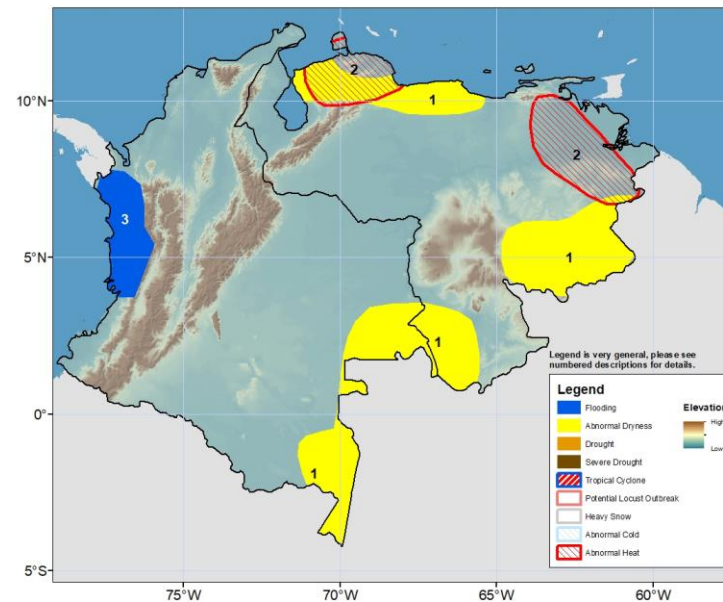 2
10°N
1
2
3
5°N
1
1
Legend is very general, please see
numbered descriptions for details.
Legend
Flooding
Elevation
Abnormal Dryness
High
Drought
Low
Severe Drought
Tropical Cyclone
Potential Locust Outbreak
Heavy Snow
Abnormal Cold
Abnormal Heat
0°
1
5°S
75°W
70°W
65°W
60°W